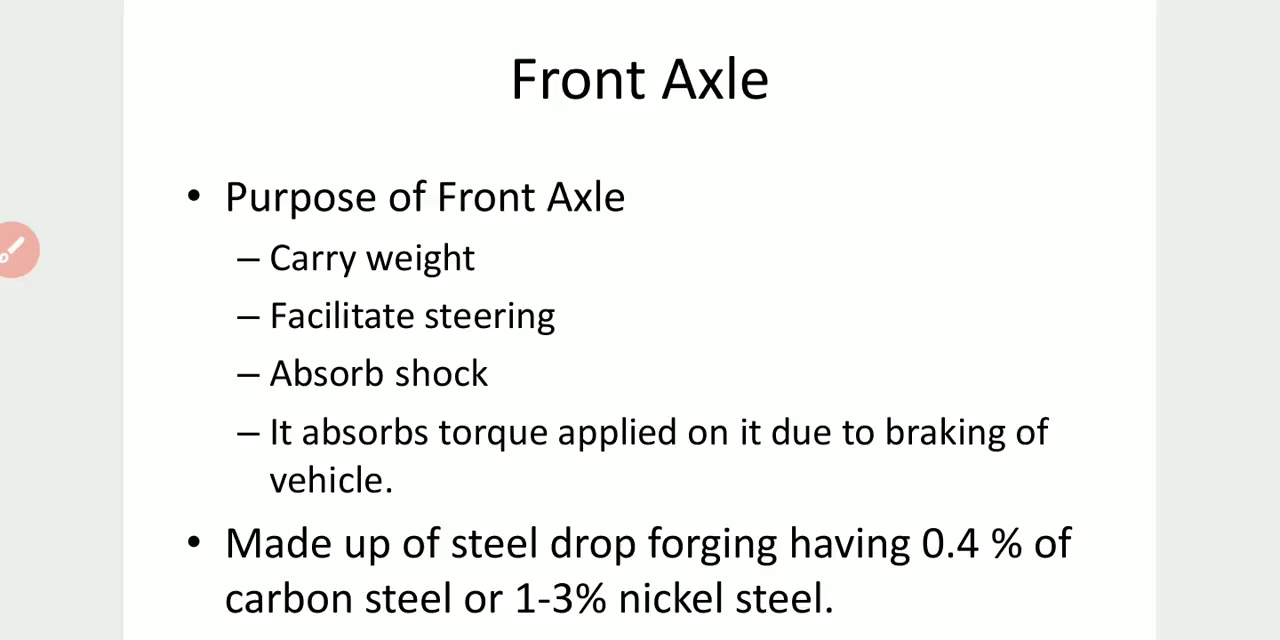 Front Axle
• Purpose of Front Axle
– Carry weight
– Facilitate steering
– Absorb shock
– It absorbs torque applied on it due to braking of
vehicle.
• Made up of steel drop forging having 0.4 % of
carbon steel or 1-3% nickel steel.